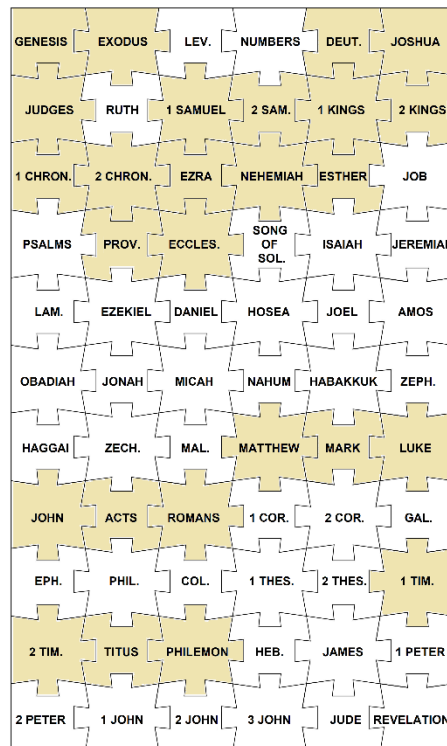 GENESIS EXODUS LEV. NUMBERS DEUT. JOSHUA
JUDGES RUTH 1 SAMUEL 2 SAM. 1 KINGS 2 KINGS
1 CHRON. 2 CHRON. EZRA NEHEMIAH ESTHER JOB
PSALMS PROV. ECCLES. SONG OF SOL. ISAIAH JEREMIAH
LAM. EZEKIEL DANIEL HOSEA JOEL AMOS
OBADIAH JONAH MICAH NAHUM HABAKKUK ZEPH.
HAGGAI ZECH. MAL. MATTHEW MARK LUKE
JOHN ACTS ROMANS 1 COR. 2 COR. GAL.
EPH. PHIL. COL. 1 THES. 2 THES. 1 TIM.
2 TIM. TITUS PHILEMON HEB. JAMES 1 PETER
2 PETER 1 JOHN 2 JOHN 3 JOHN JUDE REVELATION